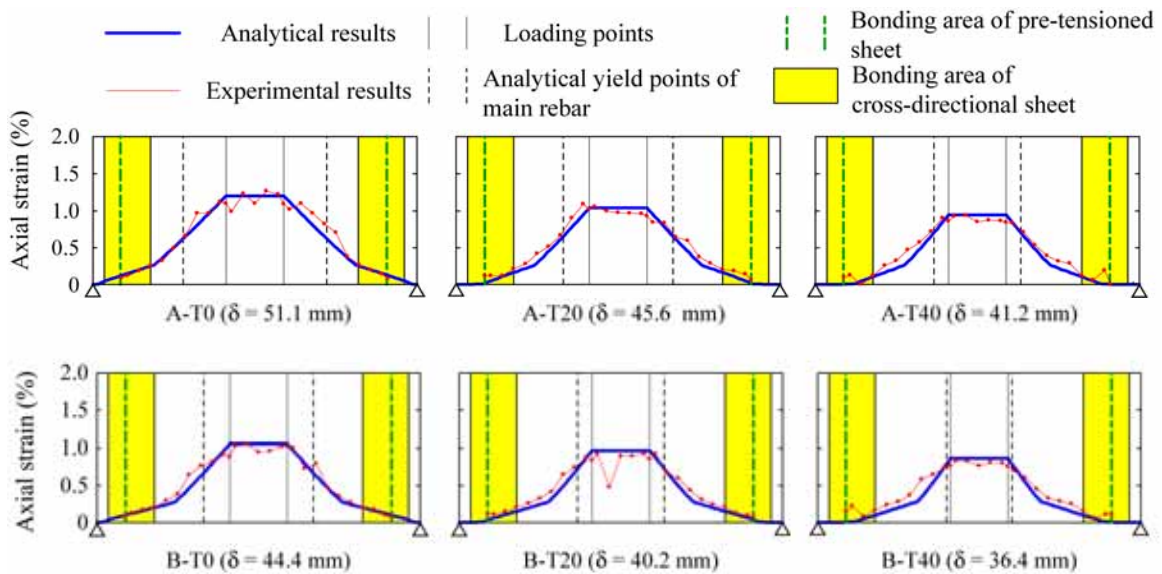 Analytical results
Loading points
Bonding area of pre-tensioned
sheet
Experimental results
Analytical yield points of
main rebar
Bonding area of
cross-directional sheet
Axial strain (%)
2.0
1.5
1.0
0.5
0
A-T0 (δ = 51.1 mm)
A-T20 (δ = 45.6 mm)
A-T40 (δ = 41.2 mm)
Axial strain (%)
2.0
1.5
1.0
0.5
0
B-T0 (δ = 44.4 mm)
B-T20 (δ = 40.2 mm)
B-T40 (δ = 36.4 mm)